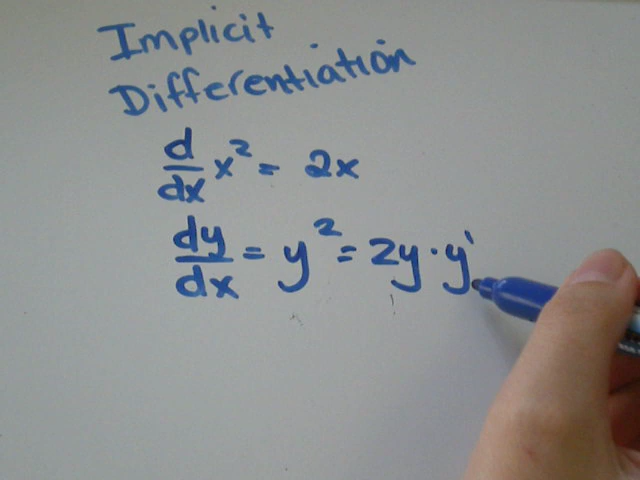 Implicit
Differentiation
d/dx x² = 2x
dy/dx = y² = 2y · y'